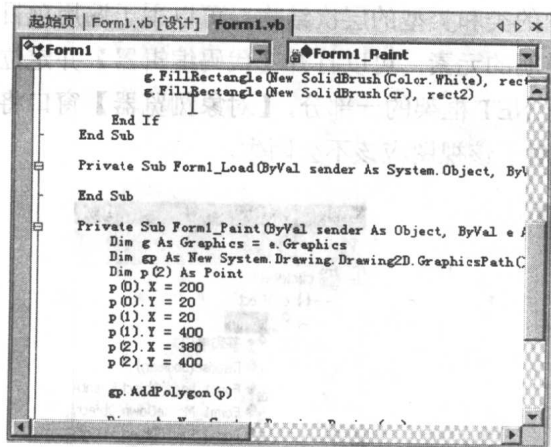 起始页 Form1.vb [设计] Form1.vb
Form1 Form1_Paint
g.FillRectangle(New SolidBrush(Color.White), rect
g.FillRectangle(New SolidBrush(cr), rect2)
End If
End Sub
Private Sub Form1_Load(ByVal sender As System.Object, ByV
End Sub
Private Sub Form1_Paint(ByVal sender As Object, ByVal e A
Dim g As Graphics = e.Graphics
Dim gp As New System.Drawing.Drawing2D.GraphicsPath()
Dim p(2) As Point
p(0).X = 200
p(0).Y = 20
p(1).X = 20
p(1).Y = 400
p(2).X = 380
p(2).Y = 400
gp.AddPolygon(p)